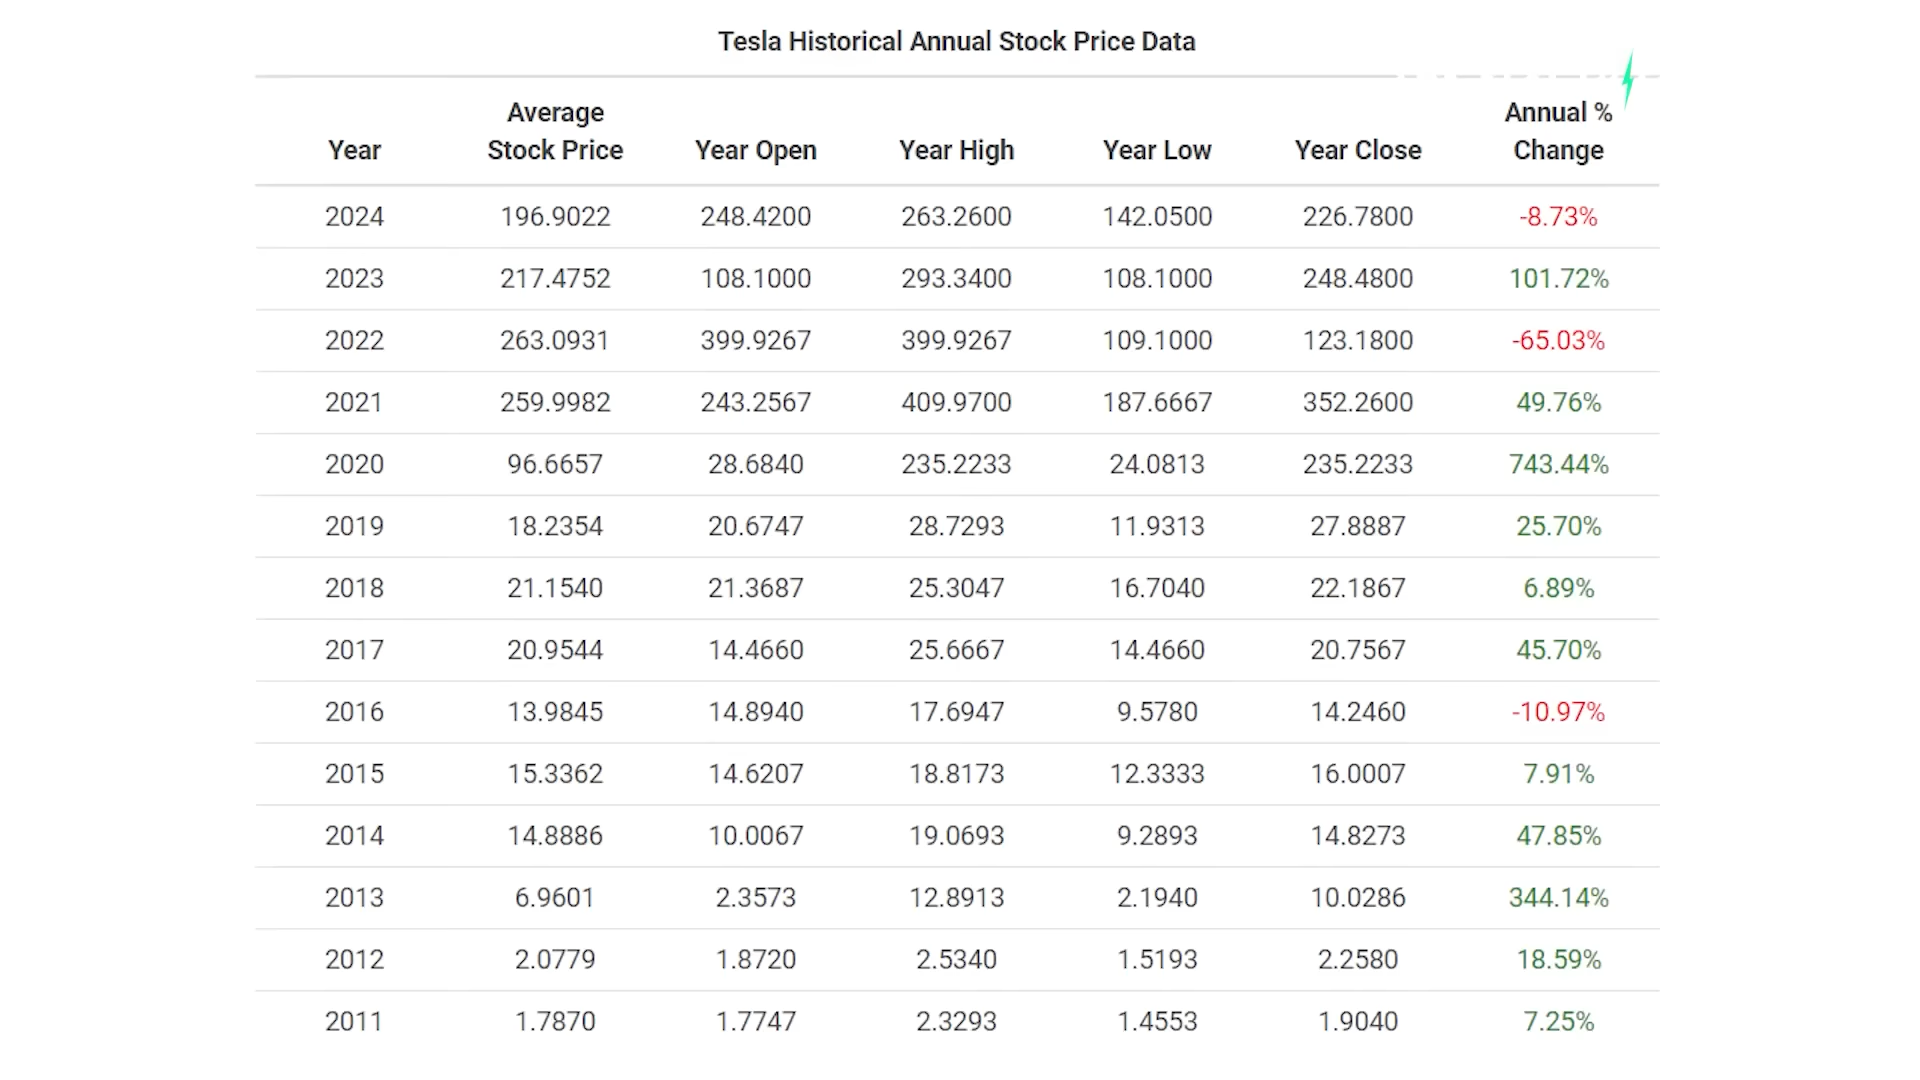 Tesla Historical Annual Stock Price Data
Year Average Stock Price Year Open Year High Year Low Year Close Annual % Change
2024 196.9022 248.4200 263.2600 142.0500 226.7800 -8.73%
2023 217.4752 108.1000 293.3400 108.1000 248.4800 101.72%
2022 263.0931 399.9267 399.9267 109.1000 123.1800 -65.03%
2021 259.9982 243.2567 409.9700 187.6667 352.2600 49.76%
2020 96.6657 28.6840 235.2233 24.0813 235.2233 743.44%
2019 18.2354 20.6747 28.7293 11.9313 27.8887 25.70%
2018 21.1540 21.3687 25.3047 16.7040 22.1867 6.89%
2017 20.9544 14.4660 25.6667 14.4660 20.7567 45.70%
2016 13.9845 14.8940 17.6947 9.5780 14.2460 -10.97%
2015 15.3362 14.6207 18.8173 12.3333 16.0007 7.91%
2014 14.8886 10.0067 19.0693 9.2893 14.8273 47.85%
2013 6.9601 2.3573 12.8913 2.1940 10.0286 344.14%
2012 2.0779 1.8720 2.5340 1.5193 2.2580 18.59%
2011 1.7870 1.7747 2.3293 1.4553 1.9040 7.25%